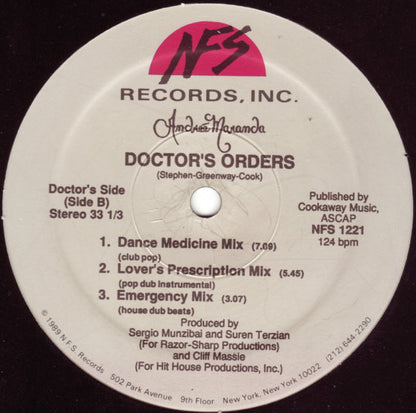 NFS
RECORDS, INC.
Andrea Maranda
DOCTOR'S ORDERS
(Stephen-Greenway-Cook)
Doctor's Side
(Side B)
Stereo 33 1/3
Published by
Cookaway Music,
ASCAP
NFS 1221
124 bpm
1. Dance Medicine Mix (7.09)
(club pop)
2. Lover's Prescription Mix (5.45)
(pop dub instrumental)
3. Emergency Mix (3.07)
(house dub beats)
Produced by
Sergio Munzibai and Suren Terzian
(For Razor-Sharp Productions)
and Cliff Massie
(For Hit House Productions, Inc.)
© 1989 N.F.S. Records 502 Park Avenue 9th Floor New York, New York 10022 (212) 644-2290